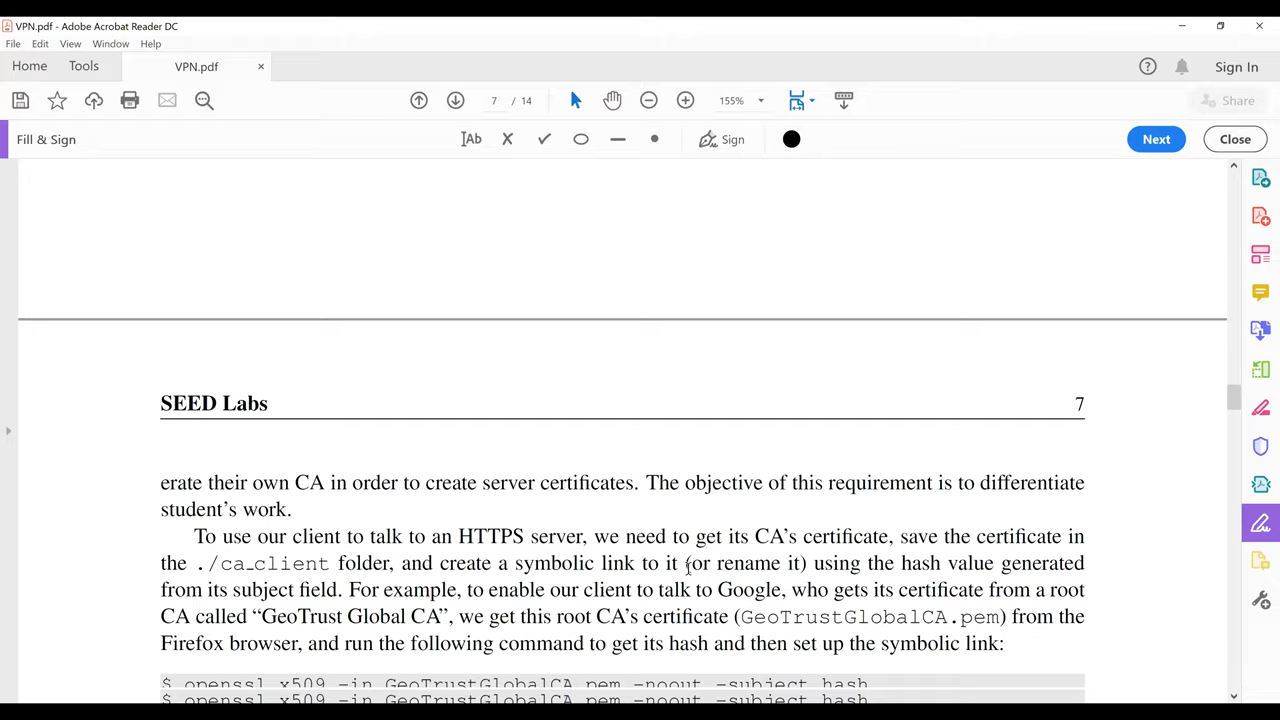 VPN.pdf - Adobe Acrobat Reader DC
File Edit View Window Help
Home Tools VPN.pdf × Sign In
7 / 14 155% Share
Fill & Sign Ab Sign Next Close
SEED Labs 7
erate their own CA in order to create server certificates. The objective of this requirement is to differentiate
student's work.
To use our client to talk to an HTTPS server, we need to get its CA's certificate, save the certificate in
the ./ca_client folder, and create a symbolic link to it (or rename it) using the hash value generated
from its subject field. For example, to enable our client to talk to Google, who gets its certificate from a root
CA called "GeoTrust Global CA", we get this root CA's certificate (GeoTrustGlobalCA.pem) from the
Firefox browser, and run the following command to get its hash and then set up the symbolic link:
$ openssl x509 -in GeoTrustGlobalCA.pem -noout -subject_hash